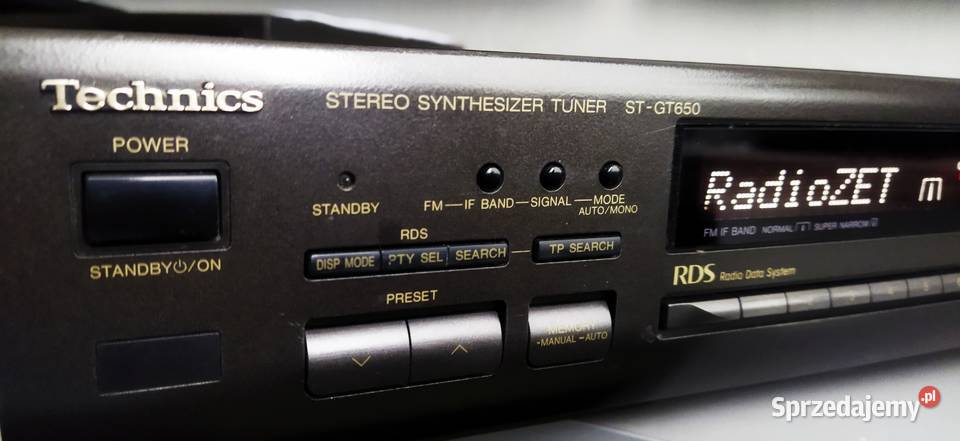 Technics
STEREO SYNTHESIZER TUNER ST-GT650
POWER
STANDBY⏻/ON
STANDBY
FM IF BAND SIGNAL MODE
AUTO/MONO
RDS
DISP MODE PTY SEL SEARCH
TP SEARCH
PRESET
MEMORY
-MANUAL -AUTO
RadioZET m
FM IF BAND NORMAL SUPER NARROW
RDS Radio Data System
Sprzedajemy.pl